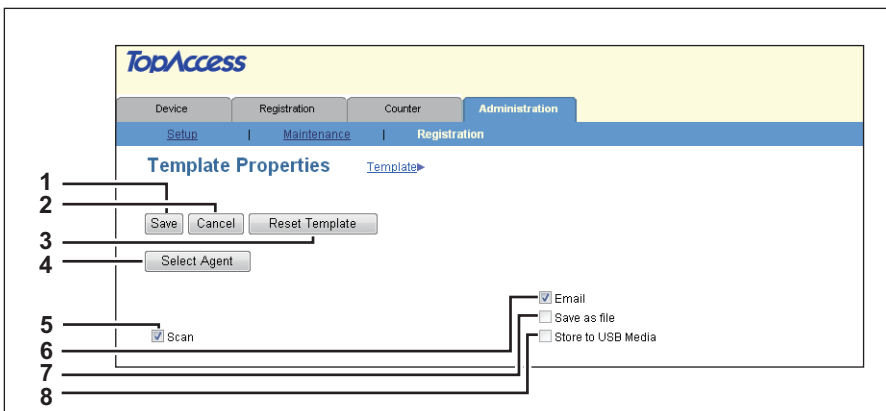 TopAccess
Device Registration Counter Administration
Setup | Maintenance | Registration
Template Properties Template▶
1
2
Save Cancel Reset Template
3
4
Select Agent
Email
Save as file
5
Scan
Store to USB Media
6
7
8